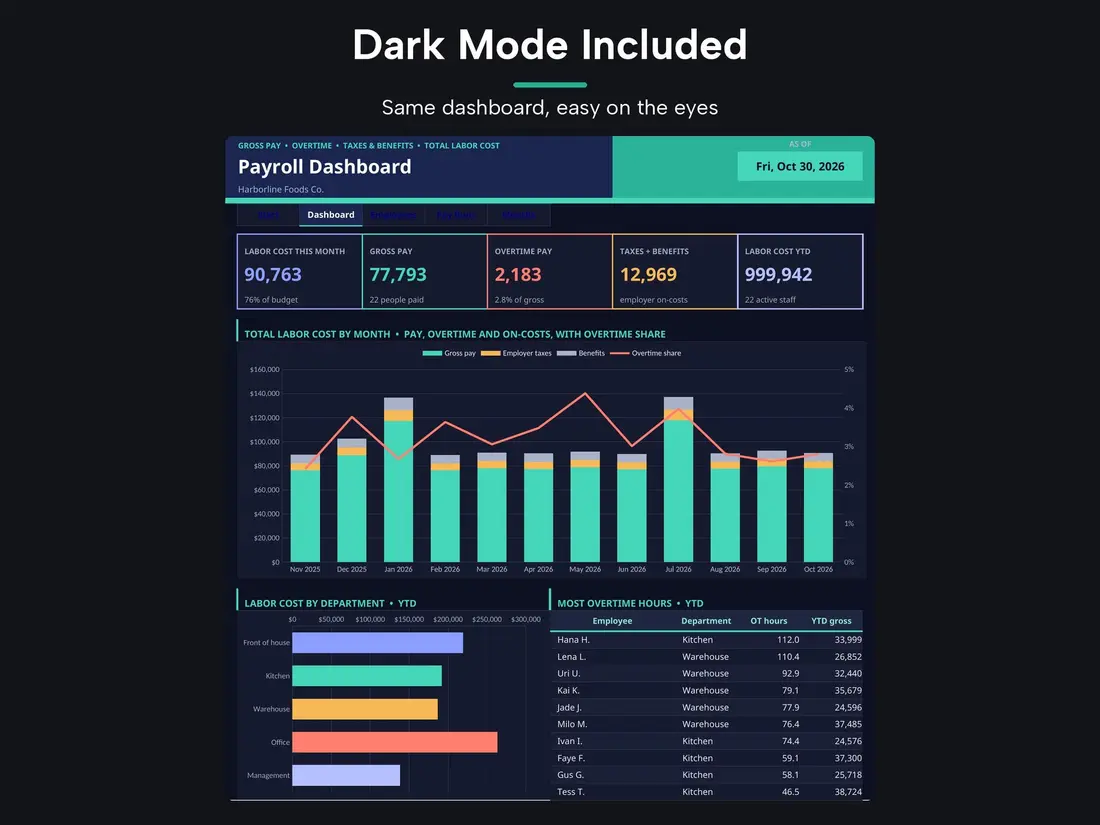 Dark Mode Included
Same dashboard, easy on the eyes
GROSS PAY • OVERTIME • TAXES & BENEFITS • TOTAL LABOR COST
Payroll Dashboard
Harborline Foods Co.
AS OF
Fri, Oct 30, 2026
Dashboard
LABOR COST THIS MONTH
90,763
76% of budget
GROSS PAY
77,793
22 people paid
OVERTIME PAY
2,183
2.8% of gross
TAXES + BENEFITS
12,969
employer on-costs
LABOR COST YTD
999,942
22 active staff
TOTAL LABOR COST BY MONTH • PAY, OVERTIME AND ON-COSTS, WITH OVERTIME SHARE
Gross pay Employer taxes Benefits Overtime share
$160,000 5%
$140,000
4%
$120,000
$100,000
3%
$80,000
2%
$60,000
$40,000
1%
$20,000
$0 0%
Nov 2025 Dec 2025 Jan 2026 Feb 2026 Mar 2026 Apr 2026 May 2026 Jun 2026 Jul 2026 Aug 2026 Sep 2026 Oct 2026
LABOR COST BY DEPARTMENT • YTD
$0 $50,000 $100,000 $150,000 $200,000 $250,000 $300,000
Front of house
Kitchen
Warehouse
Office
Management
MOST OVERTIME HOURS • YTD
Employee Department OT hours YTD gross
Hana H. Kitchen 112.0 33,999
Lena L. Warehouse 110.4 26,852
Uri U. Warehouse 92.9 32,440
Kai K. Warehouse 79.1 35,679
Jade J. Warehouse 77.9 24,596
Milo M. Warehouse 76.4 37,485
Ivan I. Kitchen 74.4 24,576
Faye F. Kitchen 59.1 37,300
Gus G. Kitchen 58.1 25,718
Tess T. Kitchen 46.5 38,724